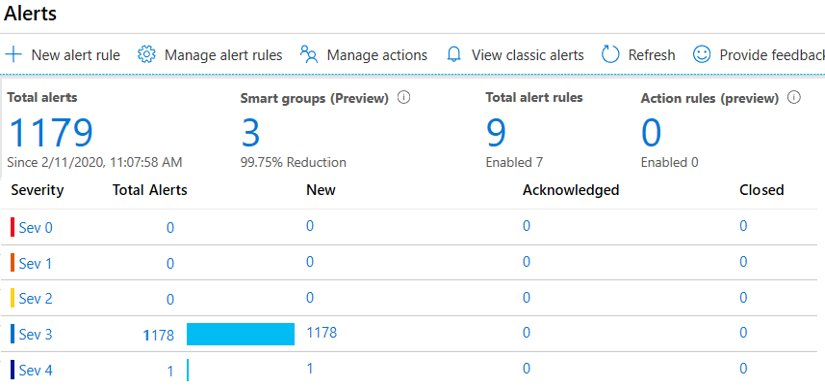 Alerts
New alert rule Manage alert rules Manage actions View classic alerts Refresh Provide feedback
Total alerts Smart groups (Preview) Total alert rules Action rules (preview)
1179 3 9 0
Since 2/11/2020, 11:07:58 AM 99.75% Reduction Enabled 7 Enabled 0
Severity Total Alerts New Acknowledged Closed
Sev 0 0 0 0 0
Sev 1 0 0 0 0
Sev 2 0 0 0 0
Sev 3 1178 1178 0 0
Sev 4 1 1 0 0